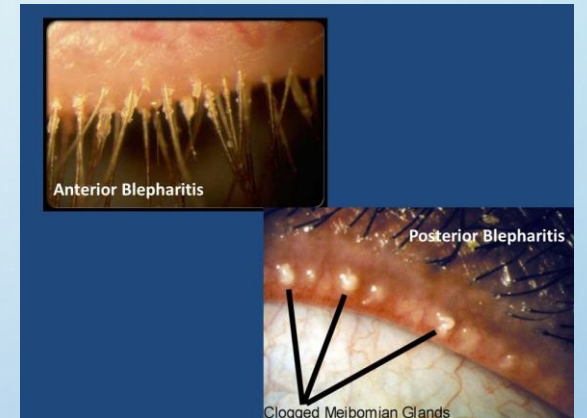 Anterior Blepharitis
Posterior Blepharitis
Clogged Meibomian Glands